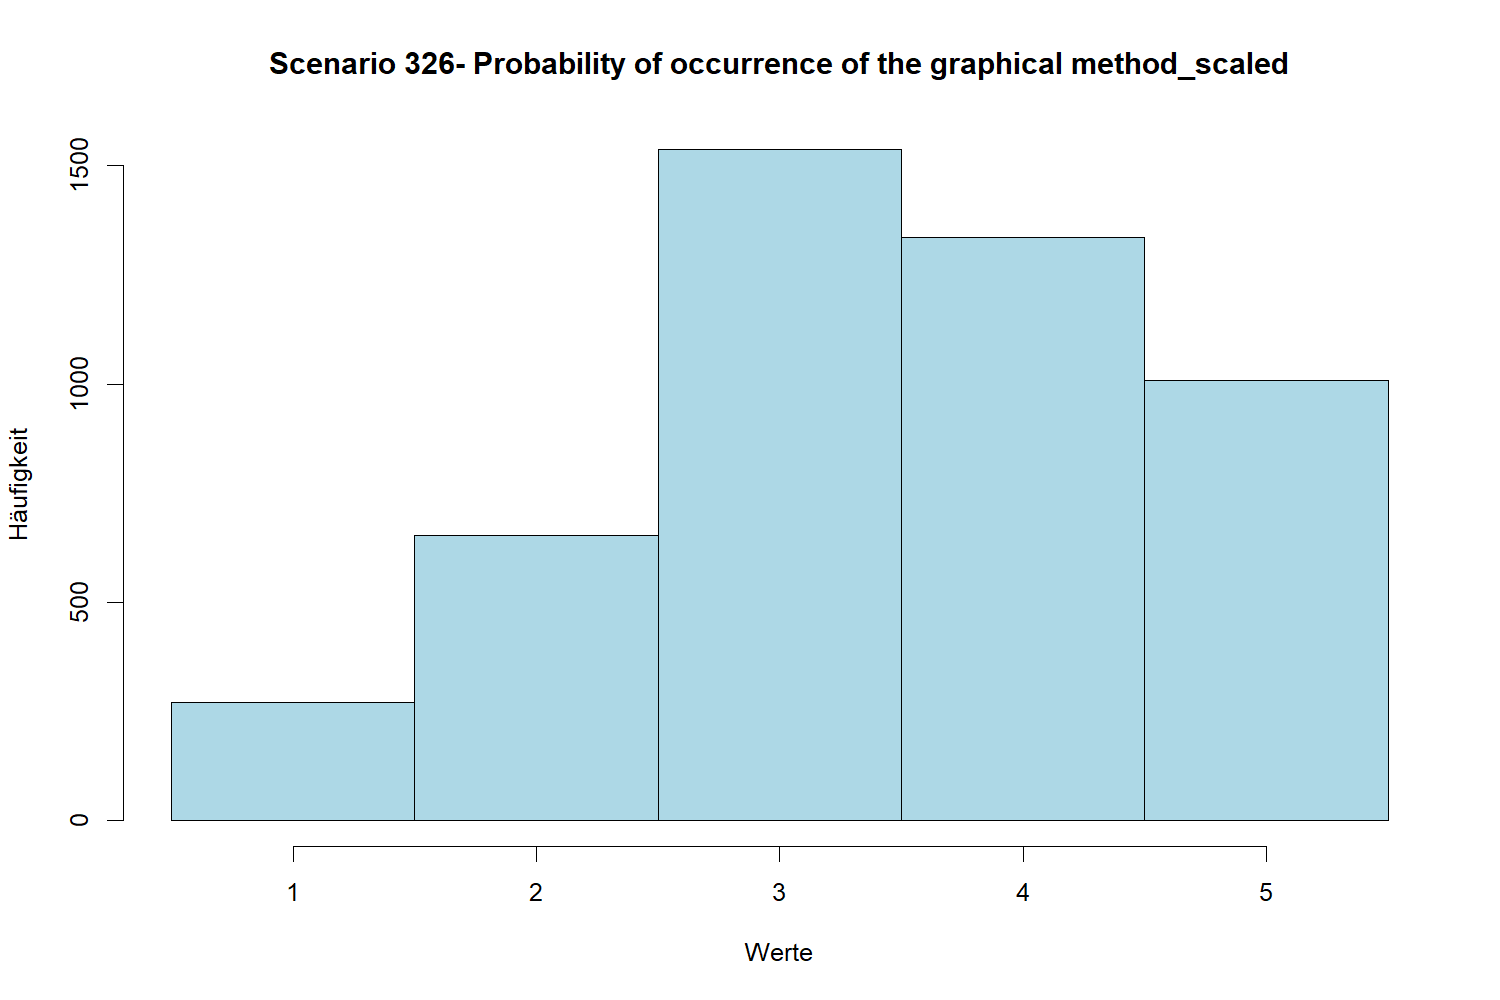 Scenario 326- Probability of occurrence of the graphical method_scaled
1500
1000
500
0
Häufigkeit
1 2 3 4 5
Werte